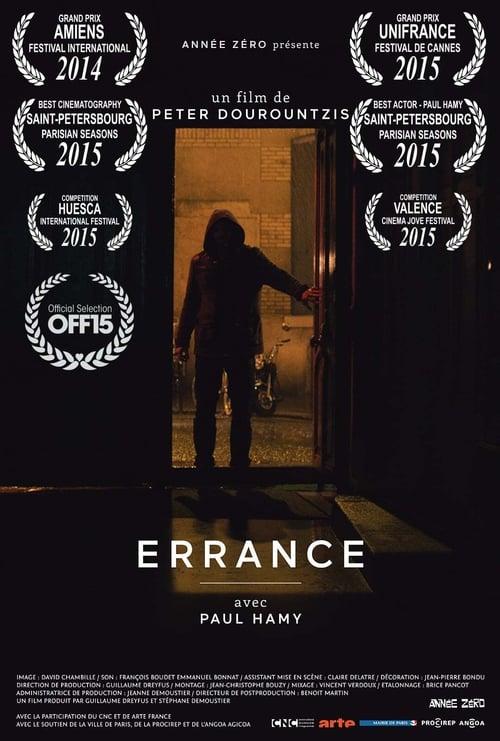 GRAND PRIX
AMIENS
FESTIVAL INTERNATIONAL
2014
GRAND PRIX
UNIFRANCE
FESTIVAL DE CANNES
2015
ANNÉE ZÉRO présente
un film de
PETER DOUROUNTZIS
BEST CINEMATOGRAPHY
SAINT-PETERSBOURG
PARISIAN SEASONS
2015
BEST ACTOR - PAUL HAMY
SAINT-PETERSBOURG
PARISIAN SEASONS
2015
COMPETITION
HUESCA
INTERNATIONAL FESTIVAL
2015
COMPETITION
VALENCE
CINEMA JOVE FESTIVAL
2015
Official Selection
OFF15
ERRANCE
avec
PAUL HAMY
IMAGE : DAVID CHAMBILLE / SON : FRANÇOIS BOUDET EMMANUEL BONNAT / ASSISTANT MISE EN SCÈNE : CLAIRE DELATRE / DÉCORATION : JEAN-PIERRE BONDU
DIRECTION DE PRODUCTION : GUILLAUME DREYFUS / MONTAGE : JEAN-CHRISTOPHE BOUZY / MIXAGE : VINCENT VERDOUX / ETALONNAGE : BRICE PANCOT
ADMINISTRATRICE DE PRODUCTION : JEANNE DEMOUSTIER / DIRECTEUR DE POSTPRODUCTION : BENOIT MARTIN
UN FILM PRODUIT PAR GUILLAUME DREYFUS / STÉPHANE DEMOUSTIER
ANNÉE ZÉRO
AVEC LA PARTICIPATION DU CNC ET DE ARTE FRANCE
AVEC LE SOUTIEN DE LA VILLE DE PARIS, DE LA PROCIREP ET DE L'ANGOA AGICOA
CNC arte MAIRIE DE PARIS PROCIREP ANGOA